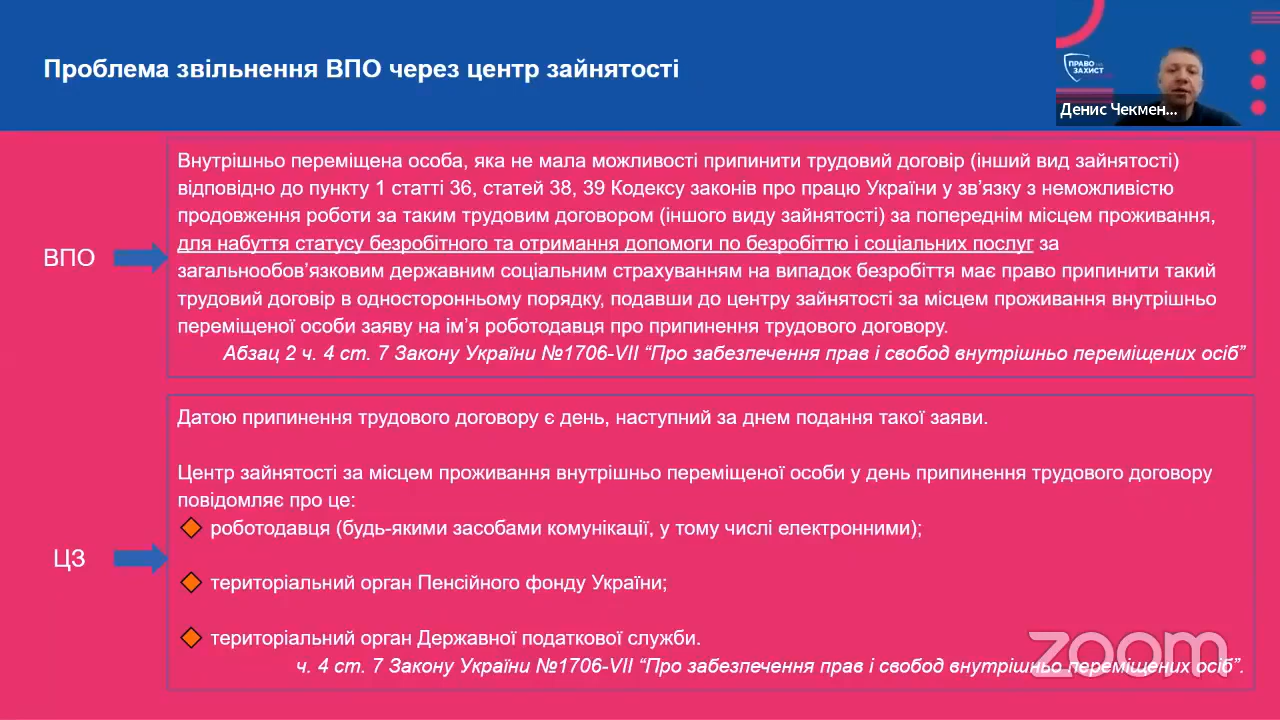 Проблема звільнення ВПО через центр зайнятості
ПРАВО
ЗАХИСТ
Денис Чекмен...
Внутрішньо переміщена особа, яка не мала можливості припинити трудовий договір (інший вид зайнятості)
відповідно до пункту 1 статті 36, статей 38, 39 Кодексу законів про працю України у зв’язку з неможливістю
продовження роботи за таким трудовим договором (іншого виду зайнятості) за попереднім місцем проживання,
ВПО
для набуття статусу безробітного та отримання допомоги по безробіттю і соціальних послуг за
загальнообов’язковим державним соціальним страхуванням на випадок безробіття має право припинити такий
трудовий договір в односторонньому порядку, подавши до центру зайнятості за місцем проживання внутрішньо
переміщеної особи заяву на ім’я роботодавця про припинення трудового договору.
Абзац 2 ч. 4 ст. 7 Закону України №1706-VII “Про забезпечення прав і свобод внутрішньо переміщених осіб”
Датою припинення трудового договору є день, наступний за днем подання такої заяви.
Центр зайнятості за місцем проживання внутрішньо переміщеної особи у день припинення трудового договору
повідомляє про це:
роботодавця (будь-якими засобами комунікації, у тому числі електронними);
ЦЗ
територіальний орган Пенсійного фонду України;
територіальний орган Державної податкової служби.
ч. 4 ст. 7 Закону України №1706-VII “Про забезпечення прав і свобод внутрішньо переміщених осіб”.
zoom